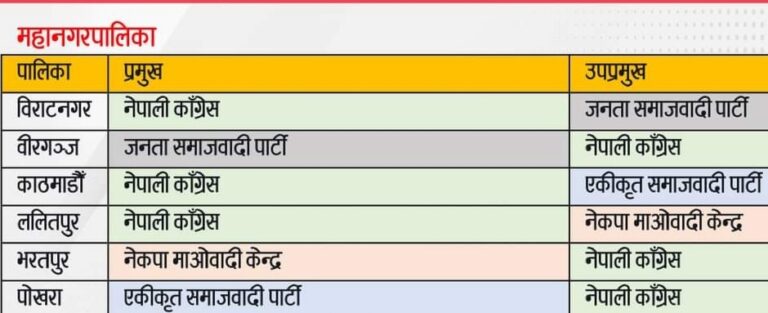 महानगरपालिका
पालिका प्रमुख उपप्रमुख
विराटनगर नेपाली काँग्रेस जनता समाजवादी पार्टी
वीरगञ्ज जनता समाजवादी पार्टी नेपाली काँग्रेस
काठमाडौँ नेपाली काँग्रेस एकीकृत समाजवादी पार्टी
ललितपुर नेपाली काँग्रेस नेकपा माओवादी केन्द्र
भरतपुर नेकपा माओवादी केन्द्र नेपाली काँग्रेस
पोखरा एकीकृत समाजवादी पार्टी नेपाली काँग्रेस